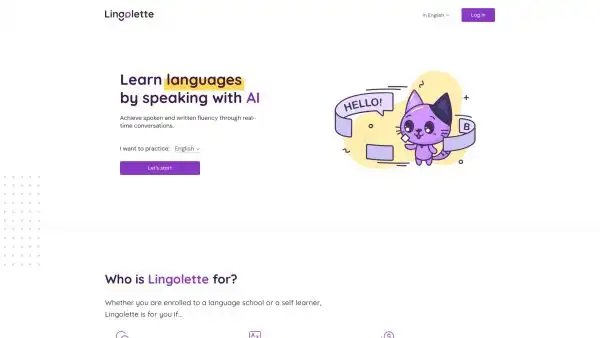 Lingolette
In English
Log in
Learn languages
by speaking with AI
Achieve spoken and written fluency through real-
time conversations.
I want to practice: English
Let's start
HELLO!
B
Who is Lingolette for?
Whether you are enrolled to a language school or a self learner,
Lingolette is for you if...